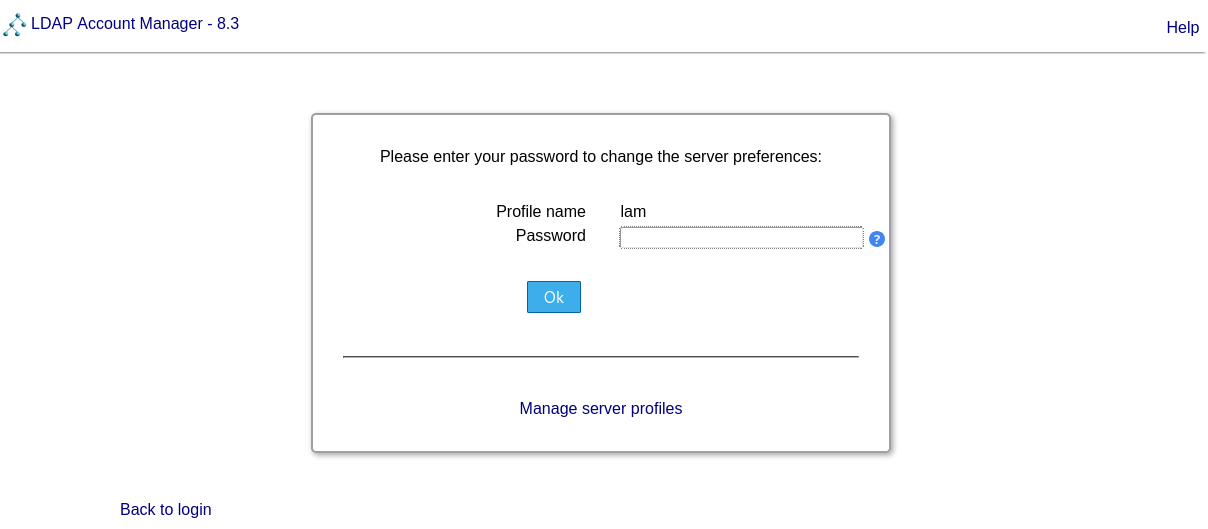 LDAP Account Manager - 8.3
Help
Please enter your password to change the server preferences:
Profile name lam
Password
?
Ok
Manage server profiles
Back to login